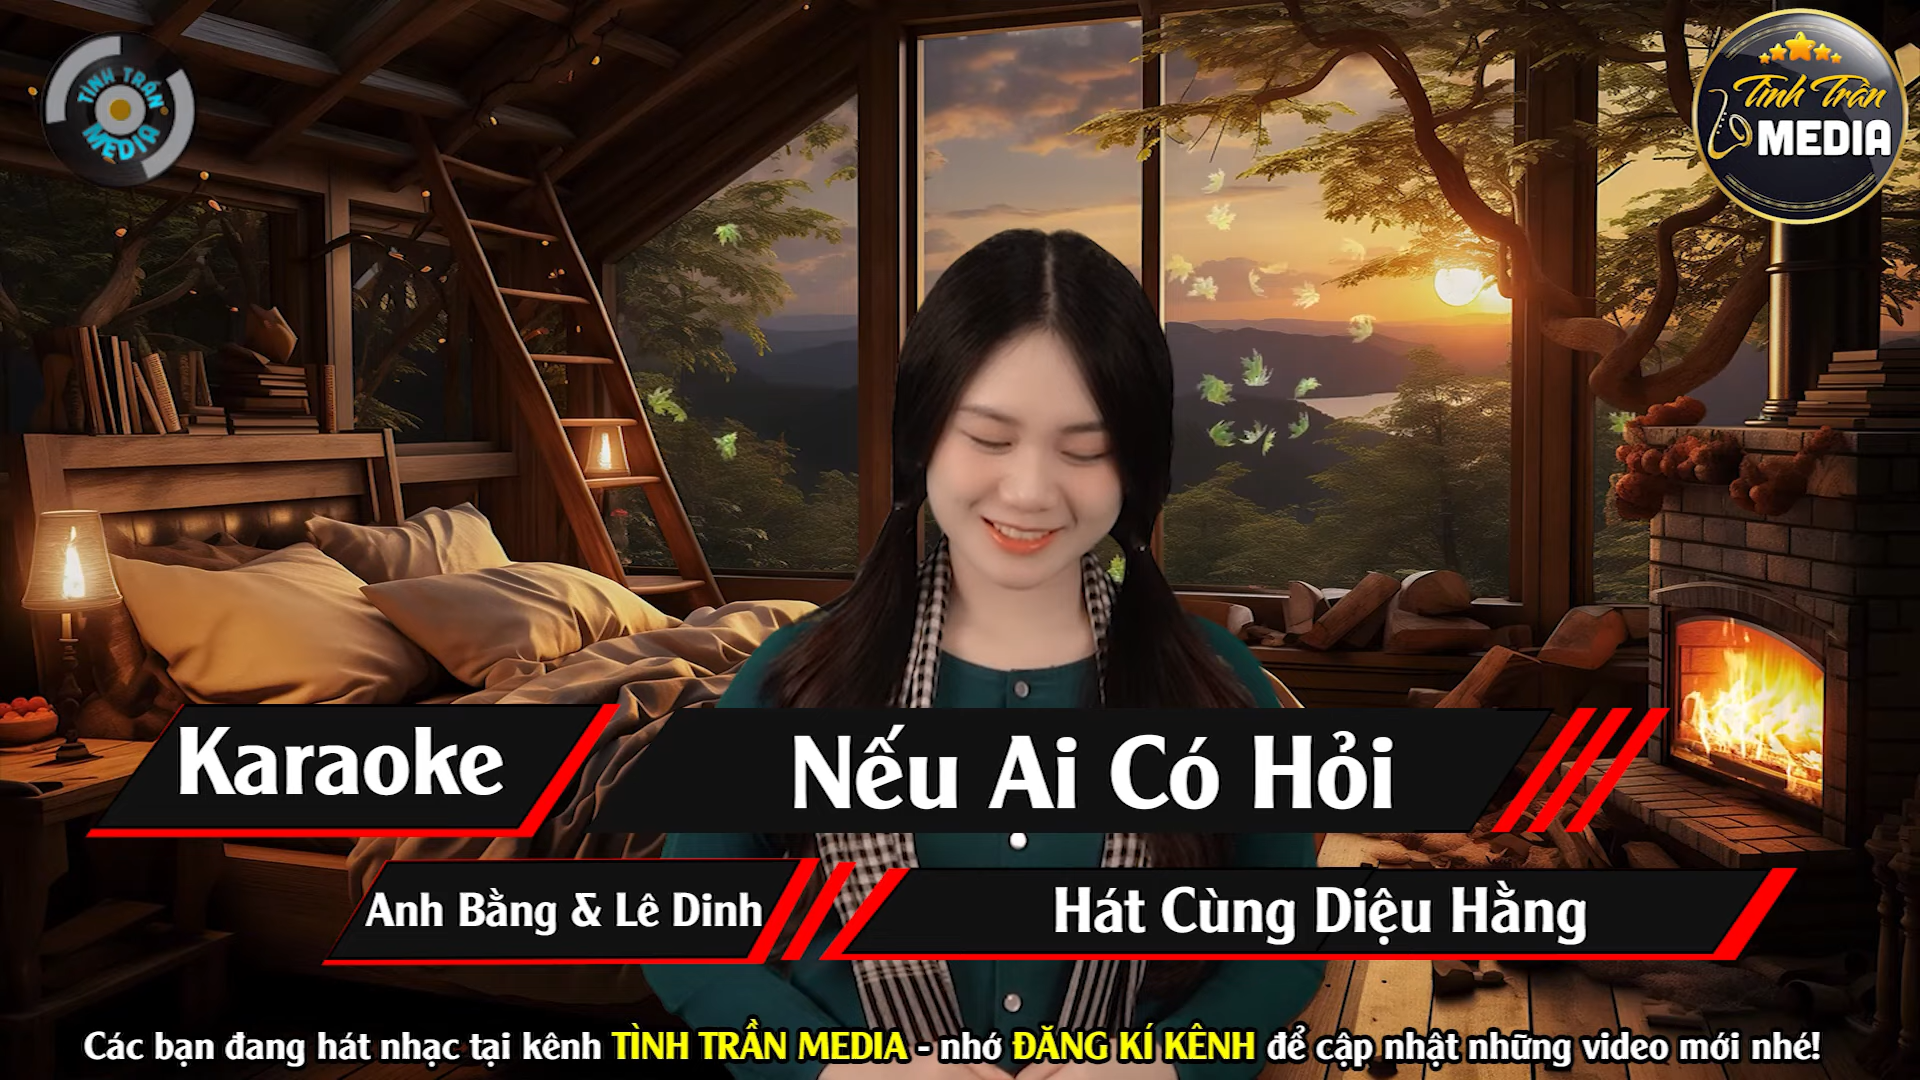 TÌNH TRẦN
MEDIA
Tình Trần
MEDIA
Karaoke
Nếu Ai Có Hỏi
Anh Bằng & Lê Dinh
Hát Cùng Diệu Hằng
Các bạn đang hát nhạc tại kênh TÌNH TRẦN MEDIA - nhớ ĐĂNG KÍ KÊNH để cập nhật những video mới nhé!